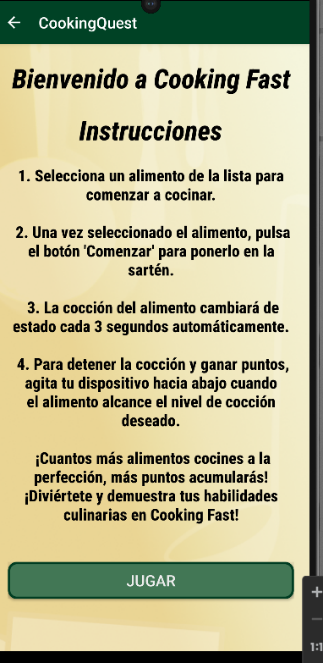 CookingQuest
Bienvenido a Cooking Fast
Instrucciones
1. Selecciona un alimento de la lista para
comenzar a cocinar.
2. Una vez seleccionado el alimento, pulsa
el botón 'Comenzar' para ponerlo en la
sartén.
3. La cocción del alimento cambiará de
estado cada 3 segundos automáticamente.
4. Para detener la cocción y ganar puntos,
agita tu dispositivo hacia abajo cuando
el alimento alcance el nivel de cocción
deseado.
¡Cuantos más alimentos cocines a la
perfección, más puntos acumularás!
¡Diviértete y demuestra tus habilidades
culinarias en Cooking Fast!
JUGAR
1:1